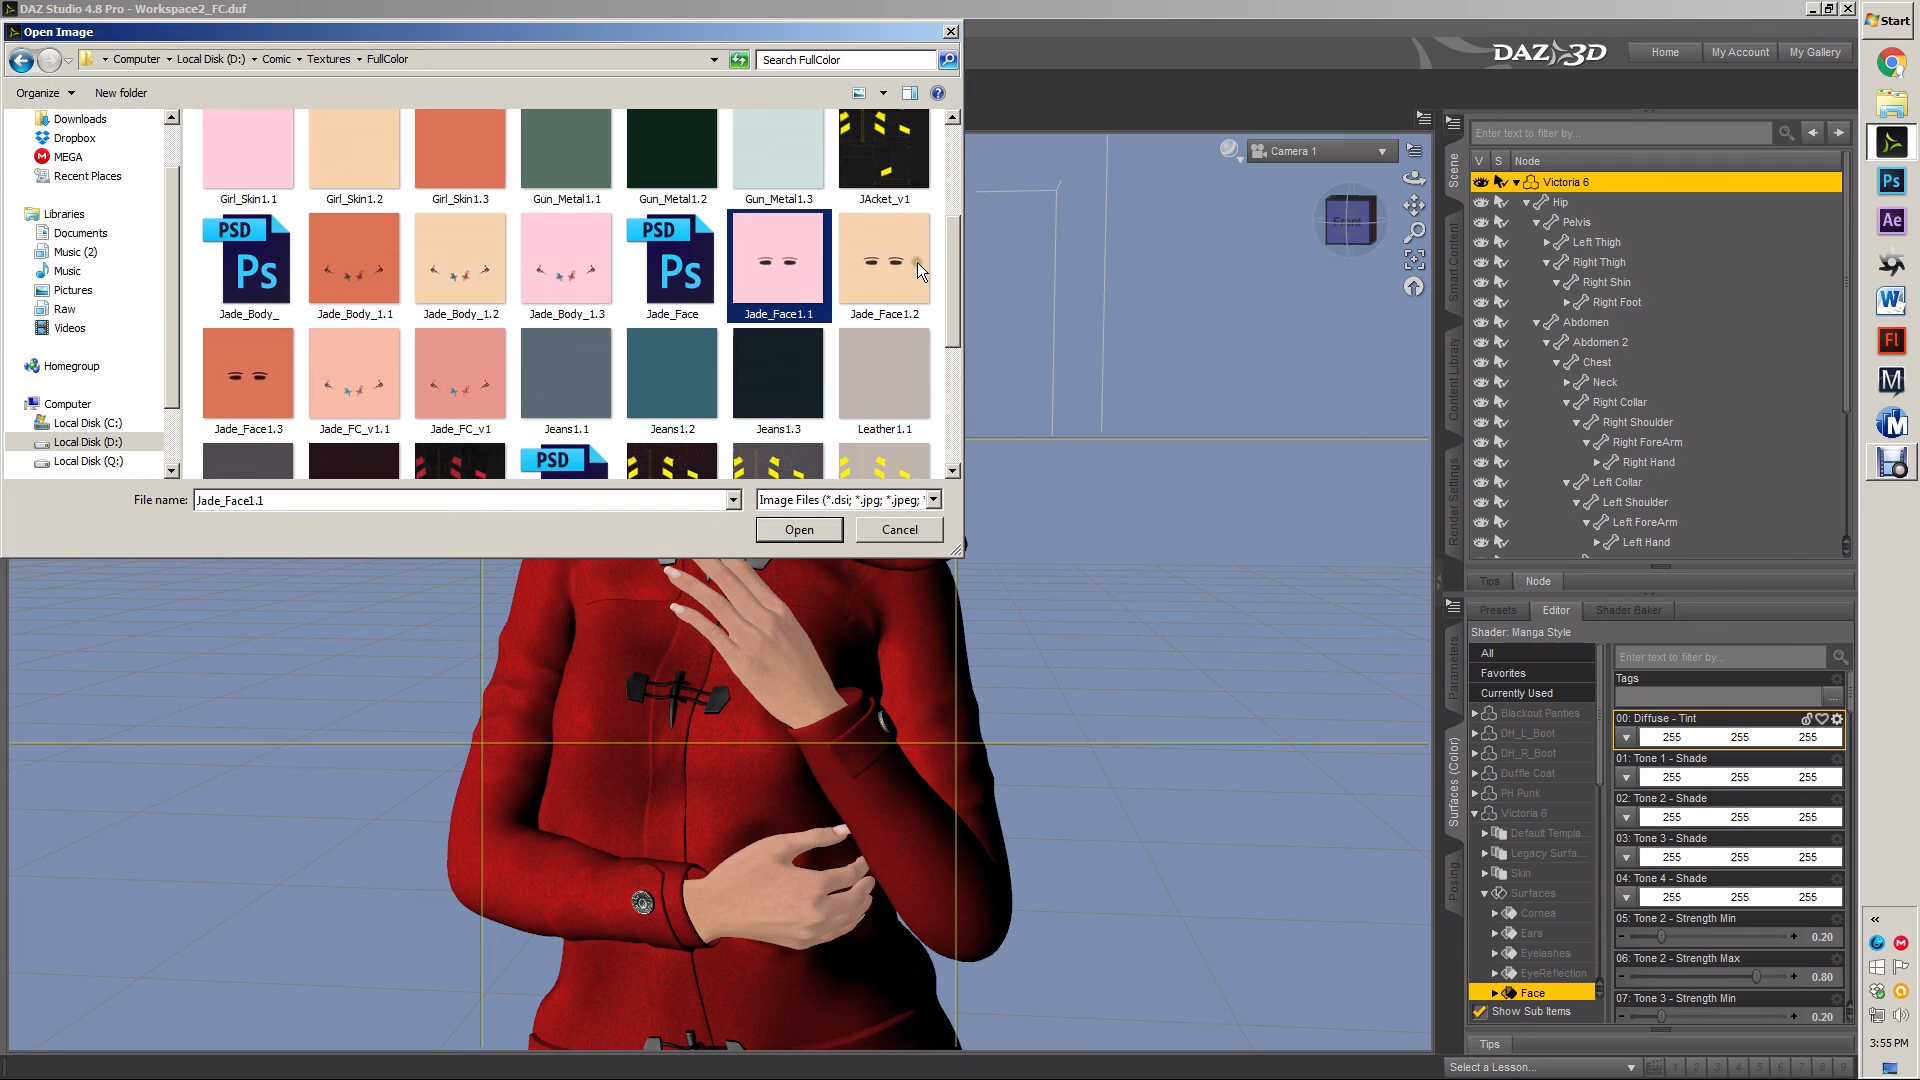 DAZ Studio 4.8 Pro - Workspace2_FC.duf
Open Image
Computer Local Disk (D:) Comic Textures FullColor
Search FullColor
Organize New folder
Downloads
Dropbox
MEGA
Recent Places
Libraries
Documents
Music (2)
Music
Pictures
Raw
Videos
Homegroup
Computer
Local Disk (C:)
Local Disk (D:)
Local Disk (Q:)
Girl_Skin1.1 Girl_Skin1.2 Girl_Skin1.3 Gun_Metal1.1 Gun_Metal1.2 Gun_Metal1.3 JAcket_v1
PSD PSD
Ps Ps
Jade_Body_ Jade_Body_1.1 Jade_Body_1.2 Jade_Body_1.3 Jade_Face Jade_Face1.1 Jade_Face1.2
Jade_Face1.3 Jade_FC_v1.1 Jade_FC_v1 Jeans1.1 Jeans1.2 Jeans1.3 Leather1.1
PSD
File name: Jade_Face1.1
Image Files (*.dsi; *.jpg; *.jpeg;
Open Cancel
DAZ 3D
Home My Account My Gallery
Camera 1
Front
Enter text to filter by...
V S Node
Victoria 6
Hip
Pelvis
Left Thigh
Right Thigh
Right Shin
Right Foot
Abdomen
Abdomen 2
Chest
Neck
Right Collar
Right Shoulder
Right ForeArm
Right Hand
Left Collar
Left Shoulder
Left ForeArm
Left Hand
Scene
Smart Content
Content Library
Render Settings
Tips Node
Presets Editor Shader Baker
Shader: Manga Style
All
Favorites
Currently Used
Blackout Panties
DH_L_Boot
DH_R_Boot
Duffle Coat
PH Punk
Victoria 6
Default Templa...
Legacy Surfa...
Skin
Surfaces
Cornea
Ears
Eyelashes
EyeReflection
Face
Show Sub Items
Parameters
Surfaces (Color)
Posing
Enter text to filter by...
Tags
...
00: Diffuse - Tint
255 255 255
01: Tone 1 - Shade
255 255 255
02: Tone 2 - Shade
255 255 255
03: Tone 3 - Shade
255 255 255
04: Tone 4 - Shade
255 255 255
05: Tone 2 - Strength Min
- + 0.20
06: Tone 2 - Strength Max
- + 0.80
07: Tone 3 - Strength Min
- + 0.20
Tips
Select a Lesson...
1 2 3 4 5 6 7 8 9
Start
Ps
Ae
W
Fl
M
3:55 PM